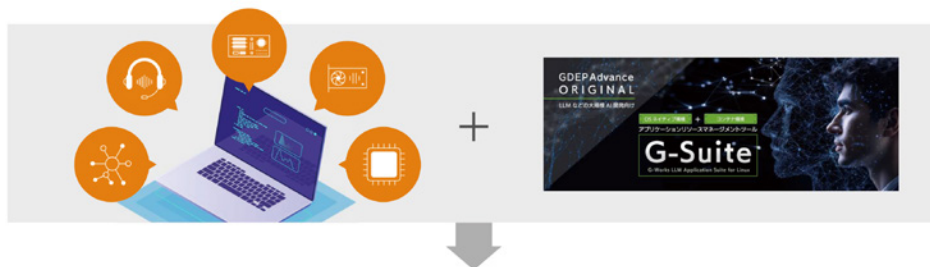 GDEPAdvance
ORIGINAL
LLM などの大規模 AI 開発向け
OS ネイティブ環境 + コンテナ環境
アプリケーションリソースマネージメントツール
G-Suite
G-Works LLM Application Suite for Linux